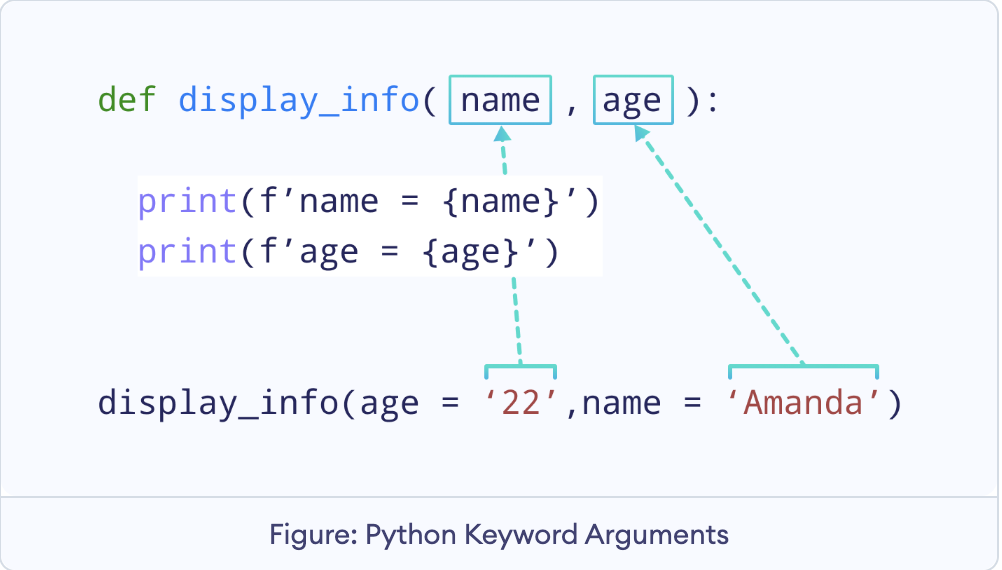 def display_info( name , age ):
print(f’name = {name}’)
print(f’age = {age}’)
display_info(age = ‘22’,name = ‘Amanda’)
Figure: Python Keyword Arguments